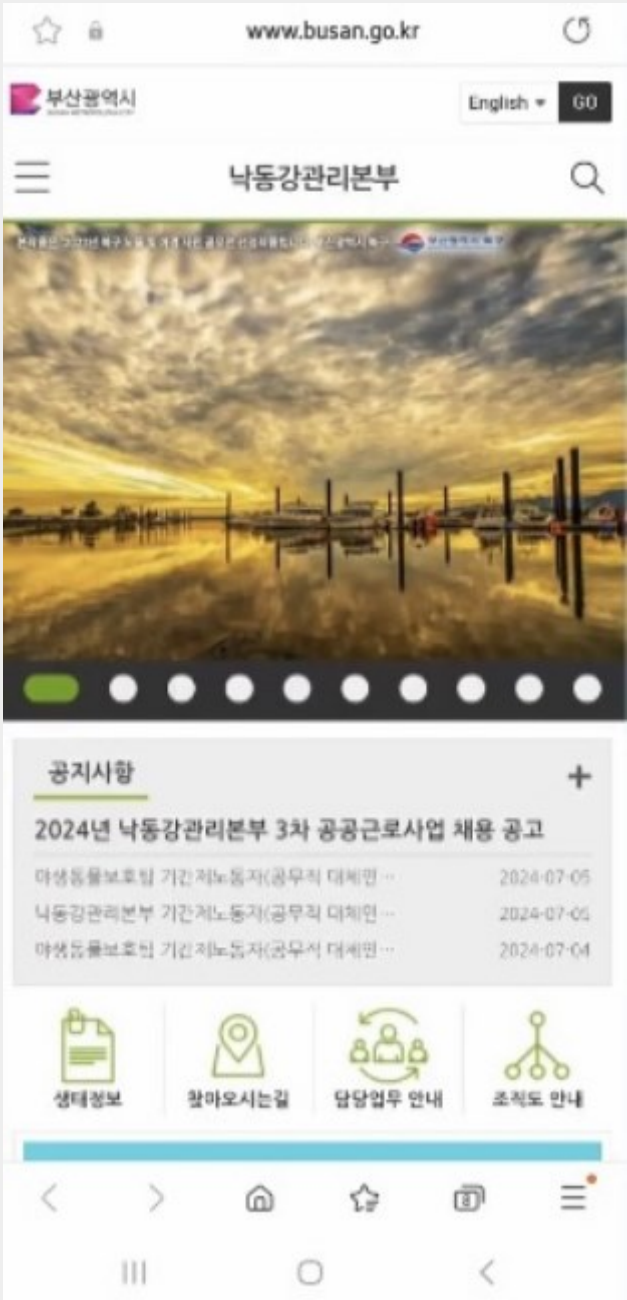 www.busan.go.kr
부산광역시
English GO
낙동강관리본부
공지사항 +
2024년 낙동강관리본부 3차 공공근로사업 채용 공고
야생동물보호팀 기간제노동자(공무직 대체인… 2024-07-05
낙동강관리본부 기간제노동자(공무직 대체인… 2024-07-05
야생동물보호팀 기간제노동자(공무직 대체인… 2024-07-04
생태정보
찾아오시는길
담당업무 안내
조직도 안내